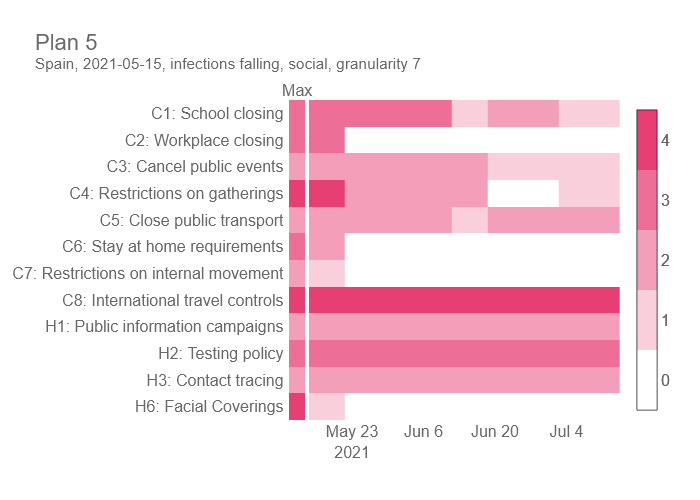 Plan 5
Spain, 2021-05-15, infections falling, social, granularity 7
Max
C1: School closing
C2: Workplace closing
C3: Cancel public events
C4: Restrictions on gatherings
C5: Close public transport
C6: Stay at home requirements
C7: Restrictions on internal movement
C8: International travel controls
H1: Public information campaigns
H2: Testing policy
H3: Contact tracing
H6: Facial Coverings
May 23 Jun 6 Jun 20 Jul 4
2021
4
3
2
1
0